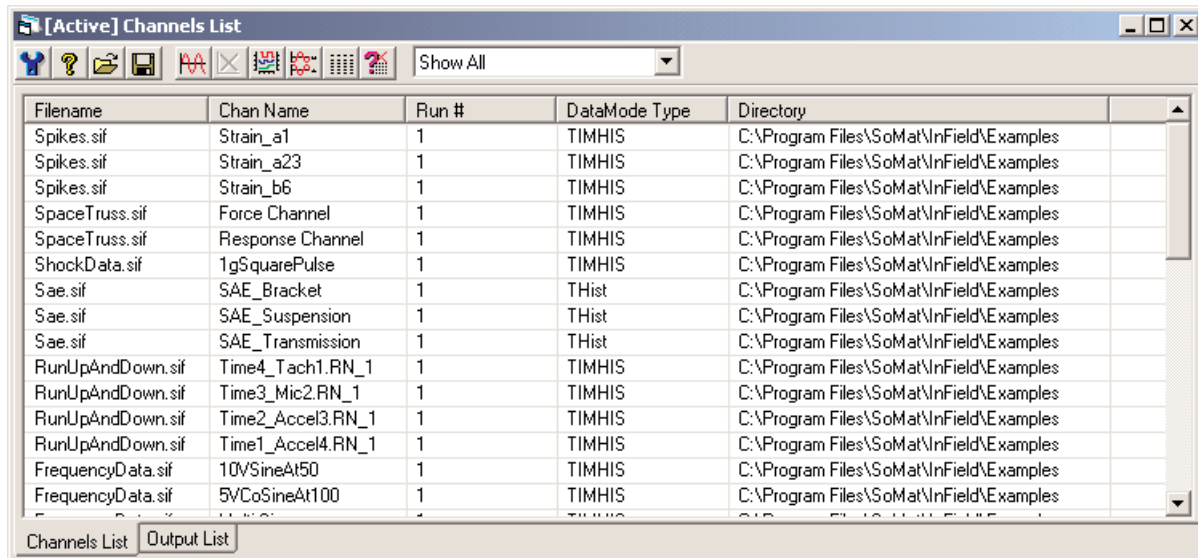 [Active] Channels List
Show All
Filename Chan Name Run # DataMode Type Directory
Spikes.sif Strain_a1 1 TIMHIS C:\Program Files\SoMat\InField\Examples
Spikes.sif Strain_a23 1 TIMHIS C:\Program Files\SoMat\InField\Examples
Spikes.sif Strain_b6 1 TIMHIS C:\Program Files\SoMat\InField\Examples
SpaceTruss.sif Force Channel 1 TIMHIS C:\Program Files\SoMat\InField\Examples
SpaceTruss.sif Response Channel 1 TIMHIS C:\Program Files\SoMat\InField\Examples
ShockData.sif 1gSquarePulse 1 TIMHIS C:\Program Files\SoMat\InField\Examples
Sae.sif SAE_Bracket 1 THist C:\Program Files\SoMat\InField\Examples
Sae.sif SAE_Suspension 1 THist C:\Program Files\SoMat\InField\Examples
Sae.sif SAE_Transmission 1 THist C:\Program Files\SoMat\InField\Examples
RunUpAndDown.sif Time4_Tach1.RN_1 1 TIMHIS C:\Program Files\SoMat\InField\Examples
RunUpAndDown.sif Time3_Mic2.RN_1 1 TIMHIS C:\Program Files\SoMat\InField\Examples
RunUpAndDown.sif Time2_Accel3.RN_1 1 TIMHIS C:\Program Files\SoMat\InField\Examples
RunUpAndDown.sif Time1_Accel4.RN_1 1 TIMHIS C:\Program Files\SoMat\InField\Examples
FrequencyData.sif 10VSineAt50 1 TIMHIS C:\Program Files\SoMat\InField\Examples
FrequencyData.sif 5VCoSineAt100 1 TIMHIS C:\Program Files\SoMat\InField\Examples
Channels List Output List